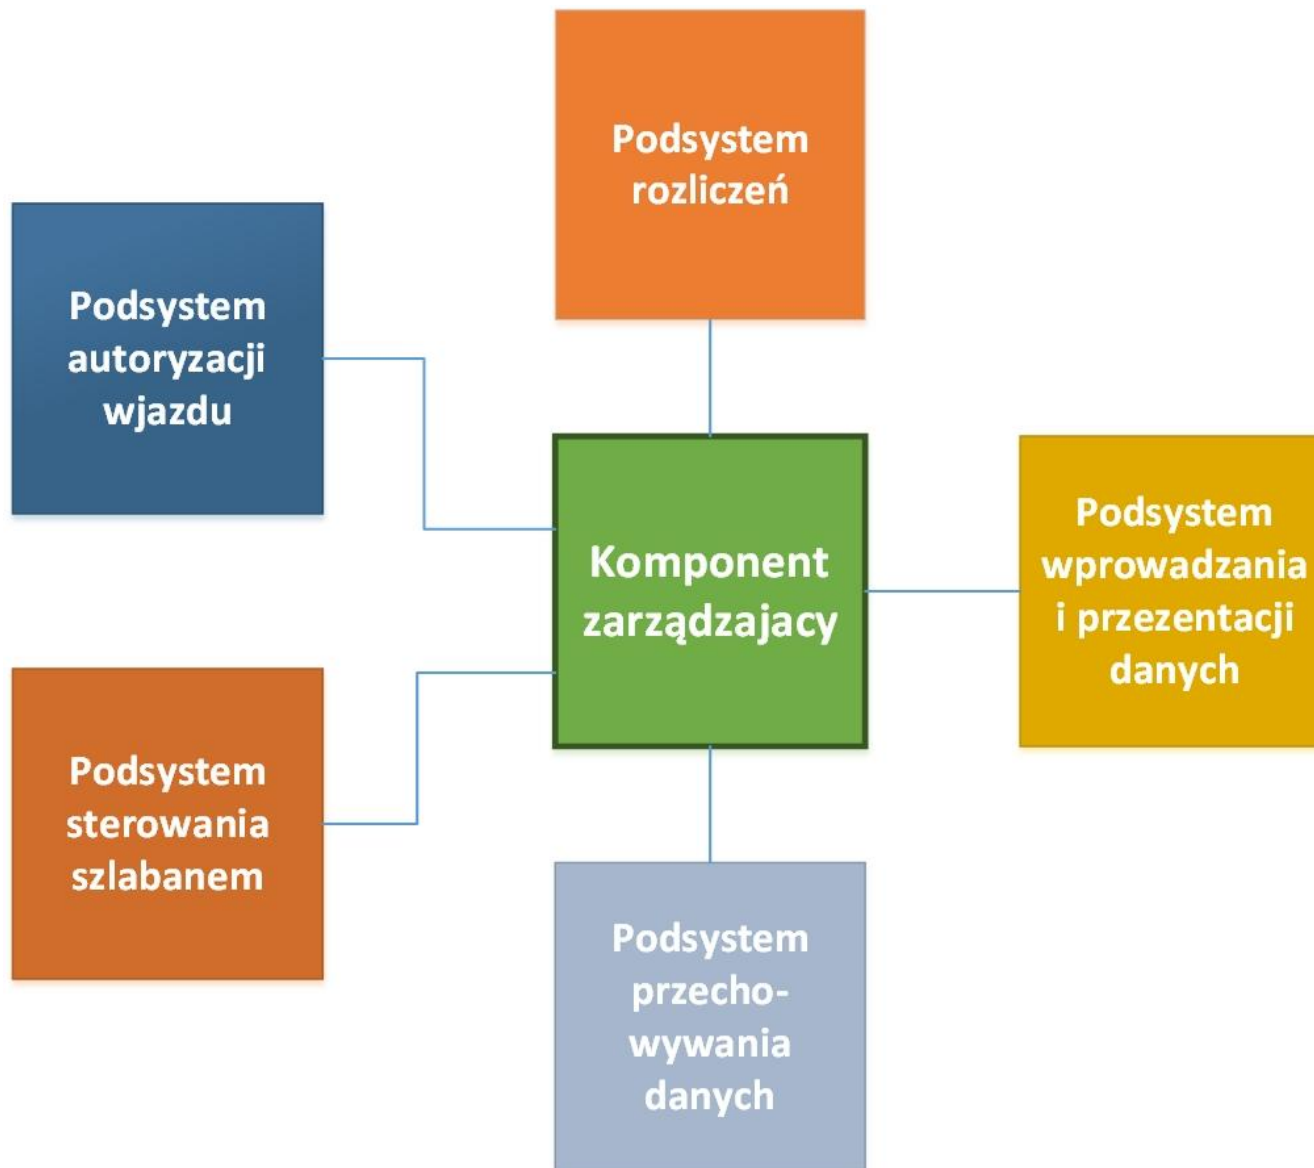 Podsystem
rozliczeń
Podsystem
autoryzacji
wjazdu
Komponent
zarządzajacy
Podsystem
wprowadzania
i przezentacji
danych
Podsystem
sterowania
szlabanem
Podsystem
przecho-
wywania
danych